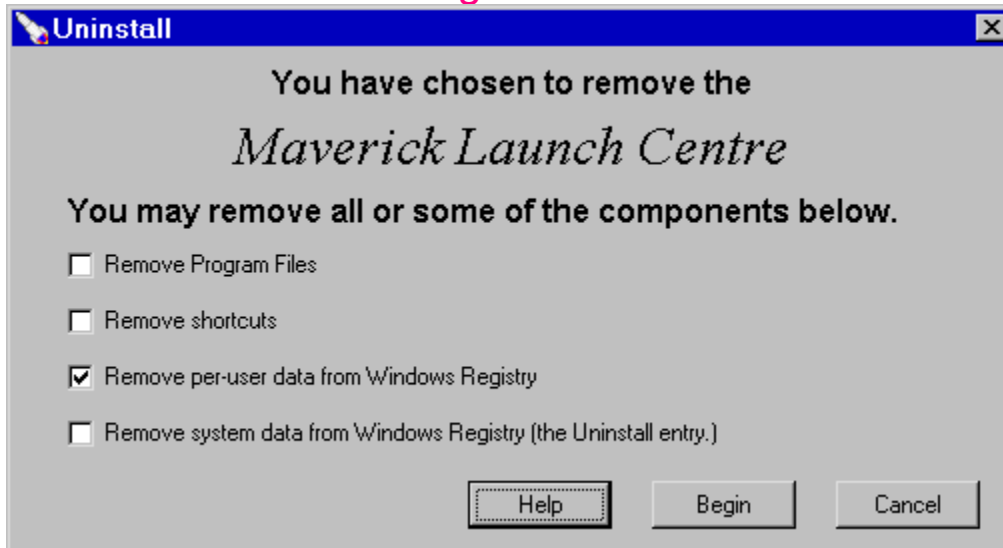 Uninstall
You have chosen to remove the
Maverick Launch Centre
You may remove all or some of the components below.
Remove Program Files
Remove shortcuts
Remove per-user data from Windows Registry
Remove system data from Windows Registry (the Uninstall entry.)
Help Begin Cancel